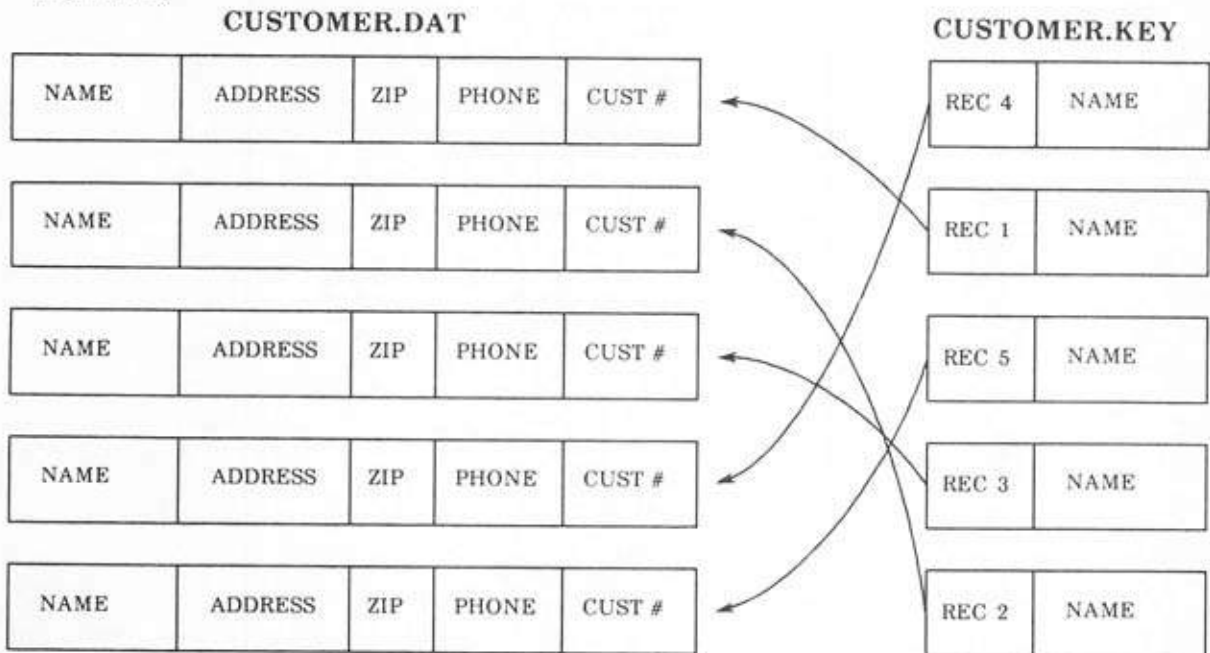 CUSTOMER.DAT
CUSTOMER.KEY
NAME ADDRESS ZIP PHONE CUST #
REC 4 NAME
NAME ADDRESS ZIP PHONE CUST #
REC 1 NAME
NAME ADDRESS ZIP PHONE CUST #
REC 5 NAME
NAME ADDRESS ZIP PHONE CUST #
REC 3 NAME
NAME ADDRESS ZIP PHONE CUST #
REC 2 NAME